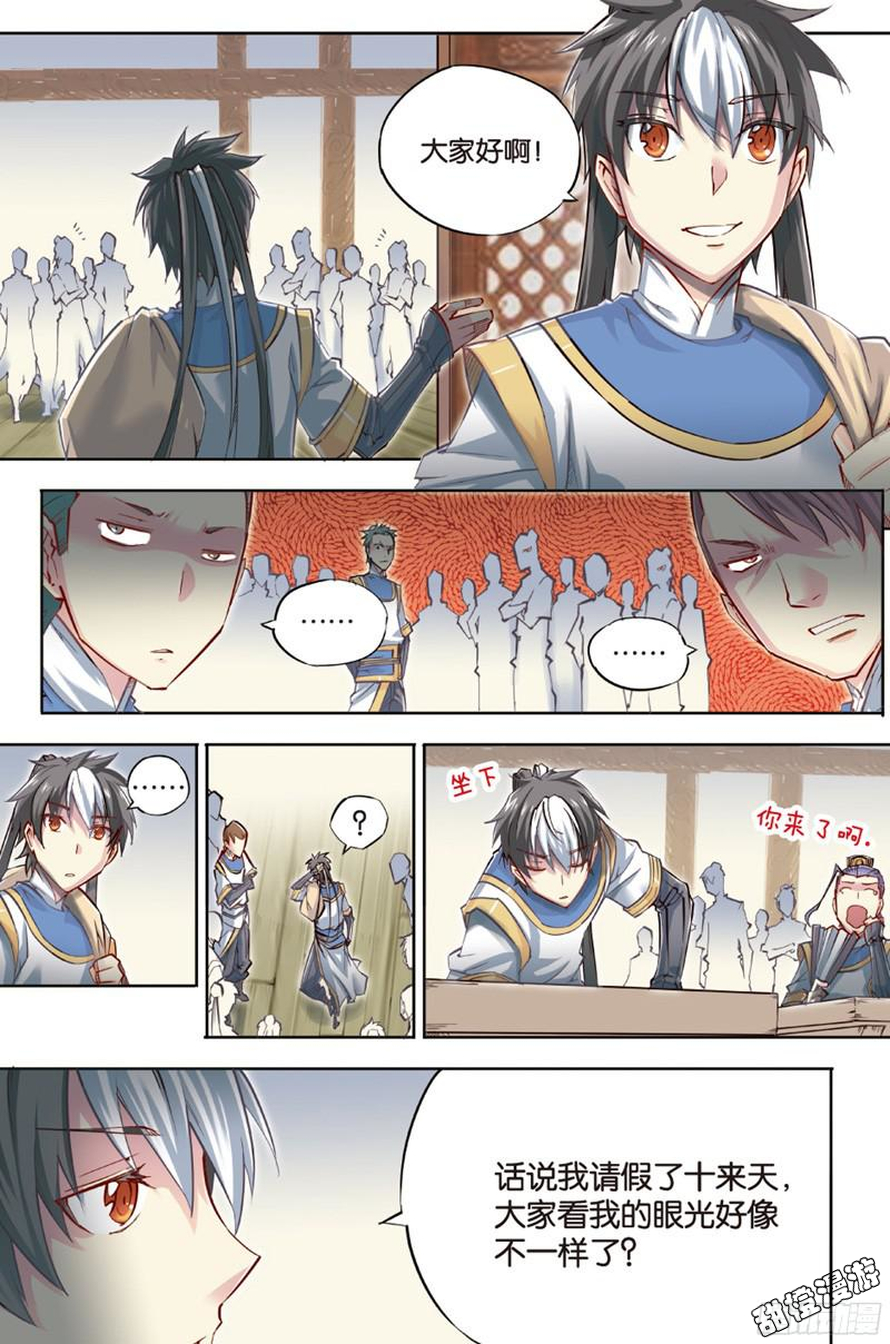 大家好啊！
……
……
……
？
坐下
你来了啊.
话说我请假了十来天，
大家看我的眼光好像
不一样了？
甜橙漫游